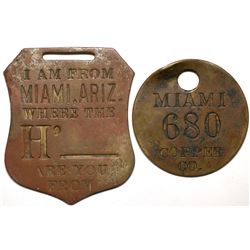 I AM FROM
MIAMI, ARIZ.
WHERE THE
H
ARE YOU
FROM
MIAMI
680
COPPER
CO.